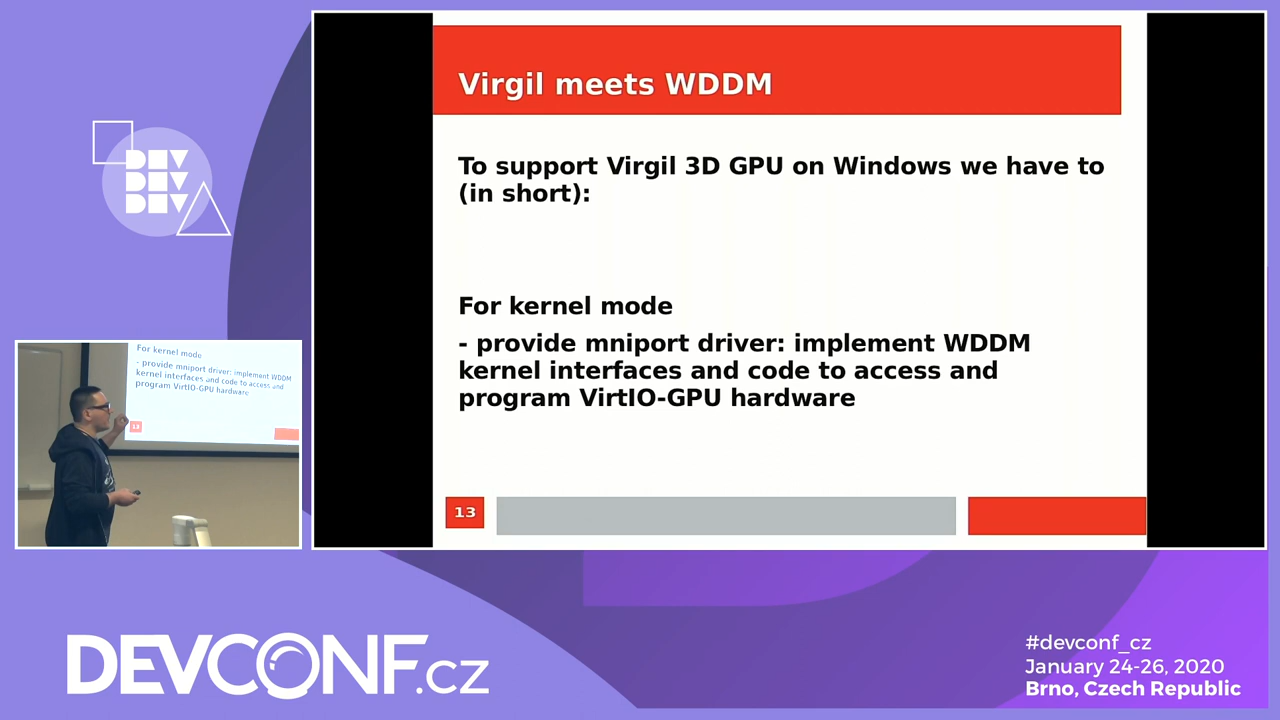 Virgil meets WDDM
To support Virgil 3D GPU on Windows we have to
(in short):
For kernel mode
- provide mniport driver: implement WDDM
kernel interfaces and code to access and
program VirtIO-GPU hardware
13
DEV
DEV
DEV
For kernel mode
- provide mniport driver: implement WDDM
kernel interfaces and code to access and
program VirtIO-GPU hardware
13
DEVCONF.cz
#devconf_cz
January 24-26, 2020
Brno, Czech Republic